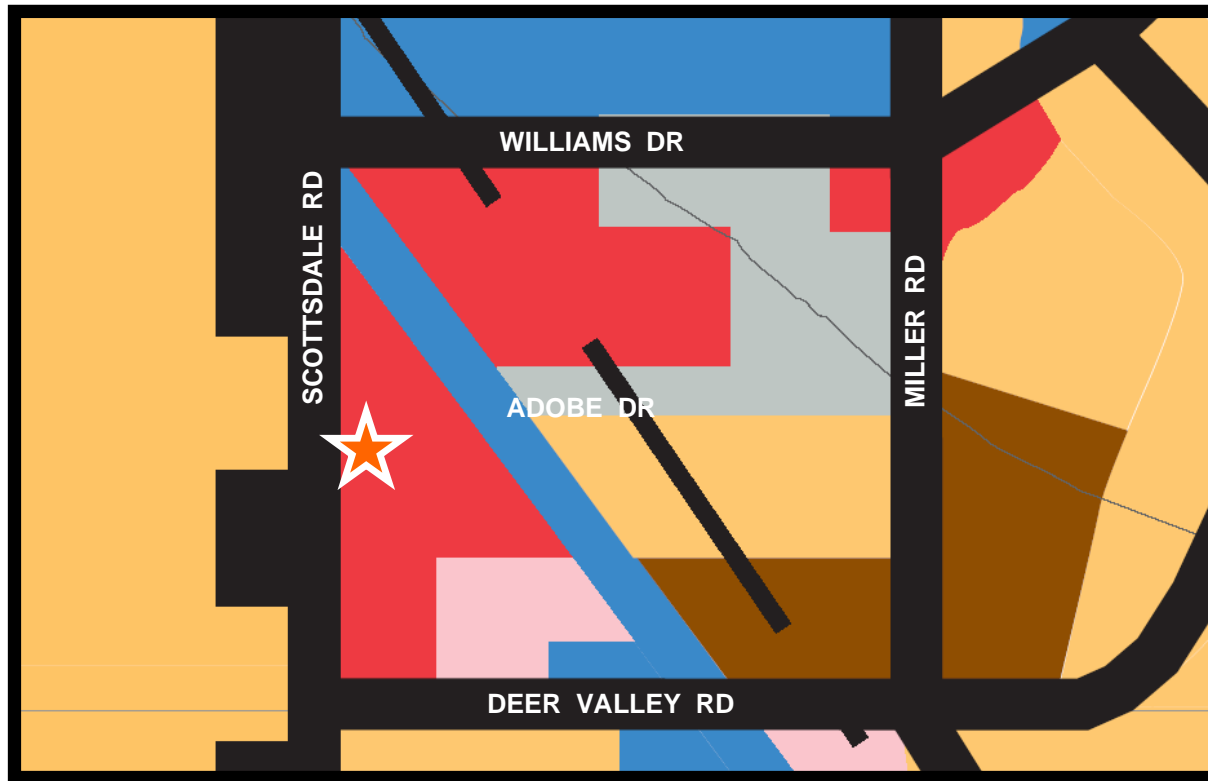 WILLIAMS DR
SCOTTSDALE RD
MILLER RD
ADOBE DR
DEER VALLEY RD